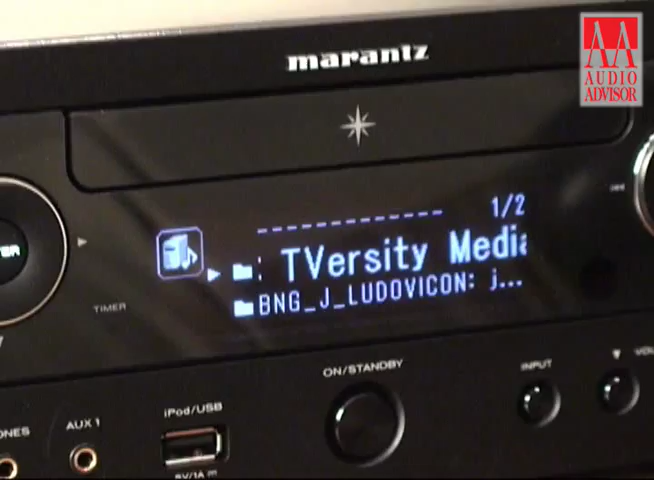 AA
AUDIO
ADVISOR
marantz
1/2
: TVersity Media
BNG_J_LUDOVICON: j...
TIMER
ON/STANDBY
INPUT
iPod/USB
AUX 1
5V/1A